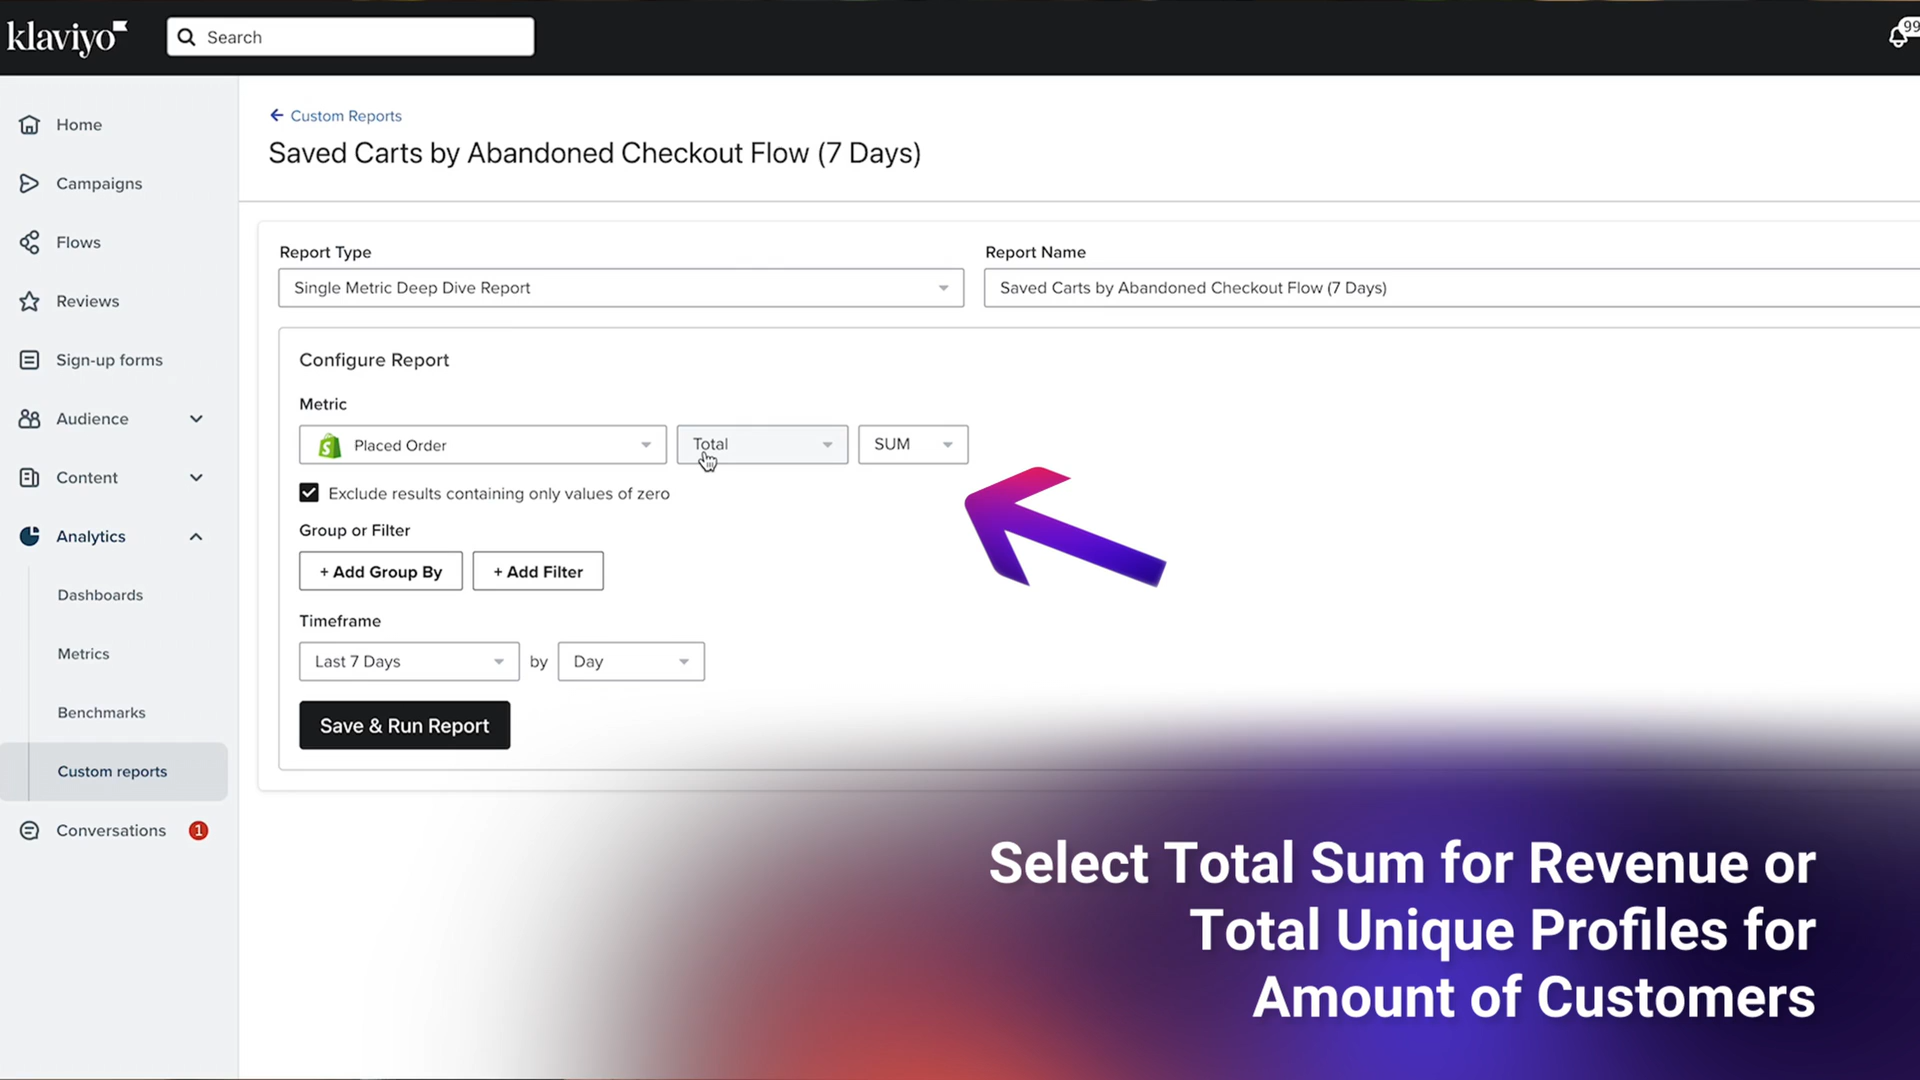 klaviyo
Search
99
Home
Campaigns
Flows
Reviews
Sign-up forms
Audience
Content
Analytics
Dashboards
Metrics
Benchmarks
Custom reports
Conversations 1
Custom Reports
Saved Carts by Abandoned Checkout Flow (7 Days)
Report Type
Single Metric Deep Dive Report
Report Name
Saved Carts by Abandoned Checkout Flow (7 Days)
Configure Report
Metric
Placed Order Total SUM
Exclude results containing only values of zero
Group or Filter
+ Add Group By + Add Filter
Timeframe
Last 7 Days by Day
Save & Run Report
Select Total Sum for Revenue or
Total Unique Profiles for
Amount of Customers